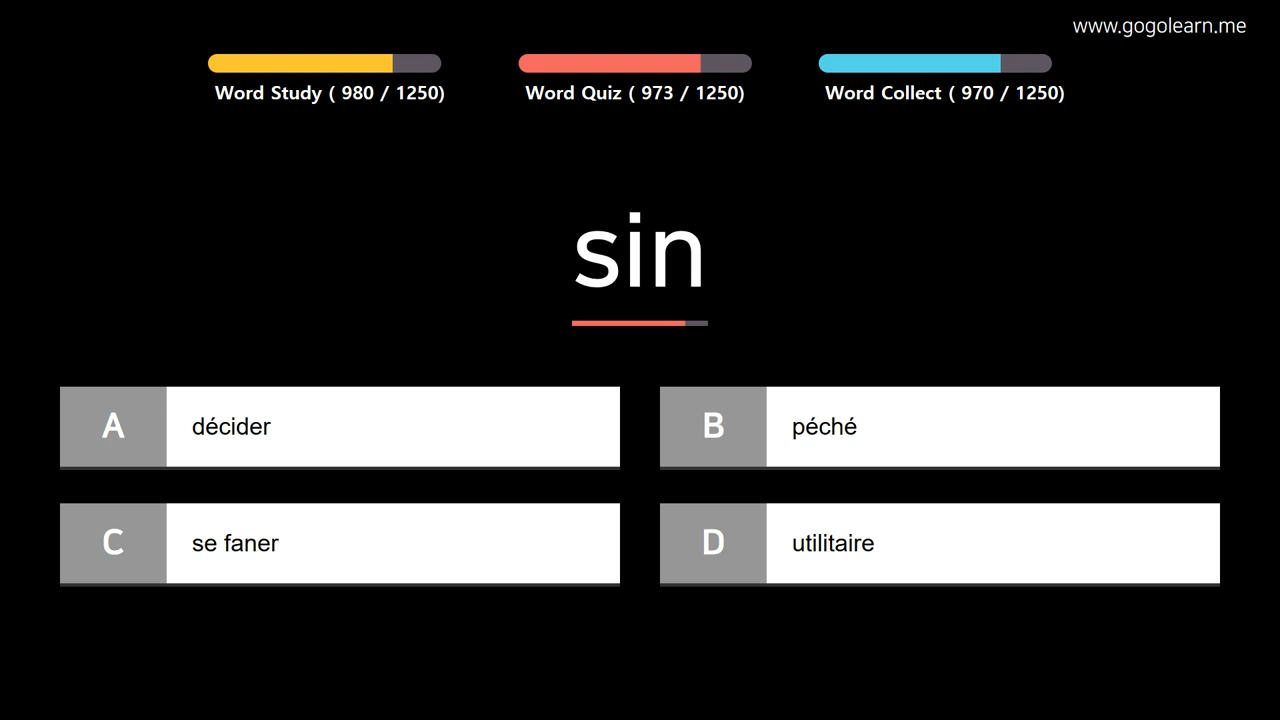 www.gogolearn.me
Word Study ( 980 / 1250)
Word Quiz ( 973 / 1250)
Word Collect ( 970 / 1250)
sin
A
décider
B
péché
C
se faner
D
utilitaire